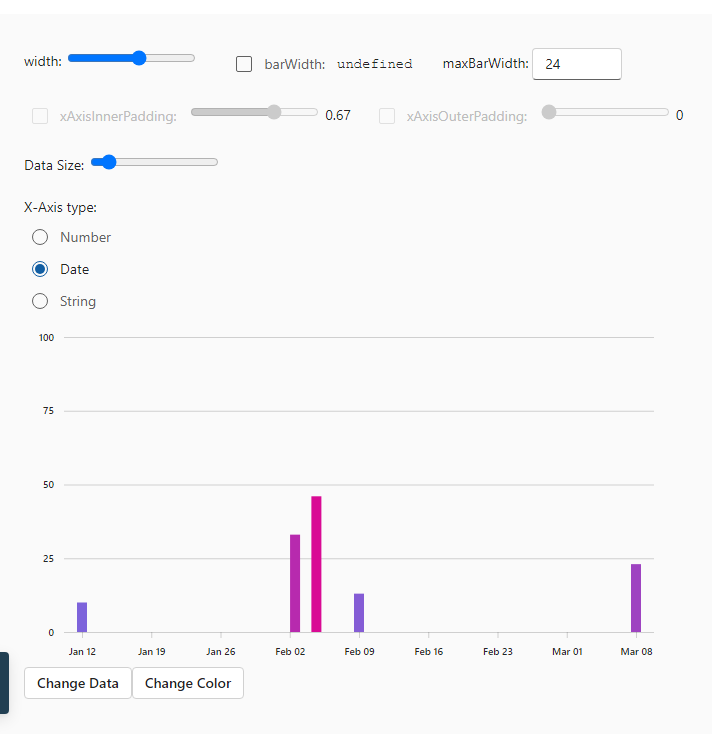 width: barWidth: undefined maxBarWidth: 24
xAxisInnerPadding: 0.67 xAxisOuterPadding: 0
Data Size:
X-Axis type:
Number
Date
String
100
75
50
25
0
Jan 12 Jan 19 Jan 26 Feb 02 Feb 09 Feb 16 Feb 23 Mar 01 Mar 08
Change Data Change Color